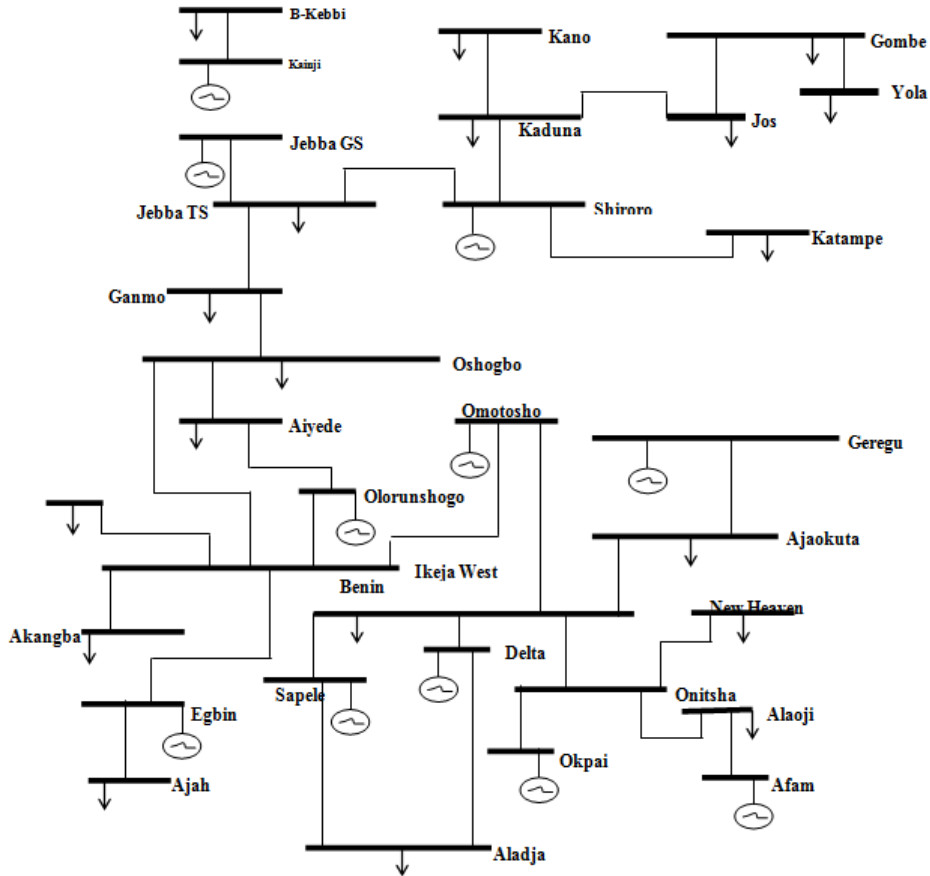 B-Kebbi
Kainji
Kano
Gombe
Yola
Jebba GS
Kaduna
Jos
Jebba TS
Shiroro
Katampe
Ganmo
Oshogbo
Omotosho
Aiyede
Geregu
Olorunshogo
Ajaokuta
Ikeja West
Benin
New Heaven
Akangba
Delta
Sapele
Onitsha
Egbin
Alaoji
Okpai
Ajah
Afam
Aladja